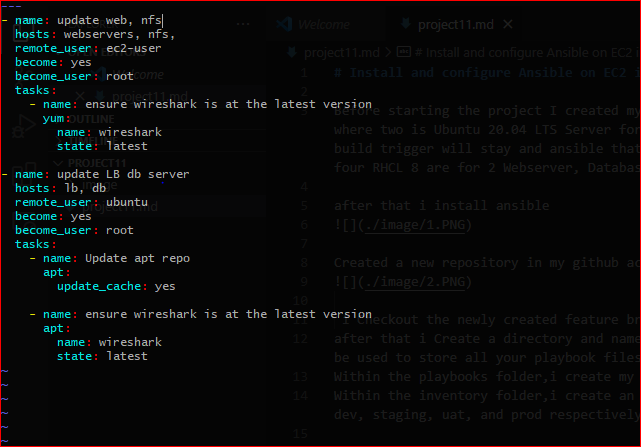 ---
- name: update web, nfs
hosts: webservers, nfs,
remote_user: ec2-user
become: yes
become_user: root
tasks:
- name: ensure wireshark is at the latest version
yum:
name: wireshark
state: latest
- name: update LB db server
hosts: lb, db
remote_user: ubuntu
become: yes
become_user: root
tasks:
- name: Update apt repo
apt:
update_cache: yes
- name: ensure wireshark is at the latest version
apt:
name: wireshark
state: latest
~
~
~
~
~
~
Welcome
project11.md
OUTLINE
PROJECT11
Welcome
project11.md
project11.md > # Install and configure Ansible on EC2
1 # Install and configure Ansible on EC2 i
2
3 before starting the project I created my
where two is Ubuntu 20.04 LTS Server for
build trigger will stay and ansible that
four RHCL 8 are for 2 Webserver, Databas
4
5 after that i install ansible
6 ![](./image/1.PNG)
7
8 Created a new repository in my github ac
9 ![](./image/2.PNG)
10
11 I Checkout the newly created feature br
12 after that i Create a directory and name
be used to store all your playbook files
13 Within the playbooks folder,i create my
14 Within the inventory folder,i create an
dev, staging, uat, and prod respectively
15